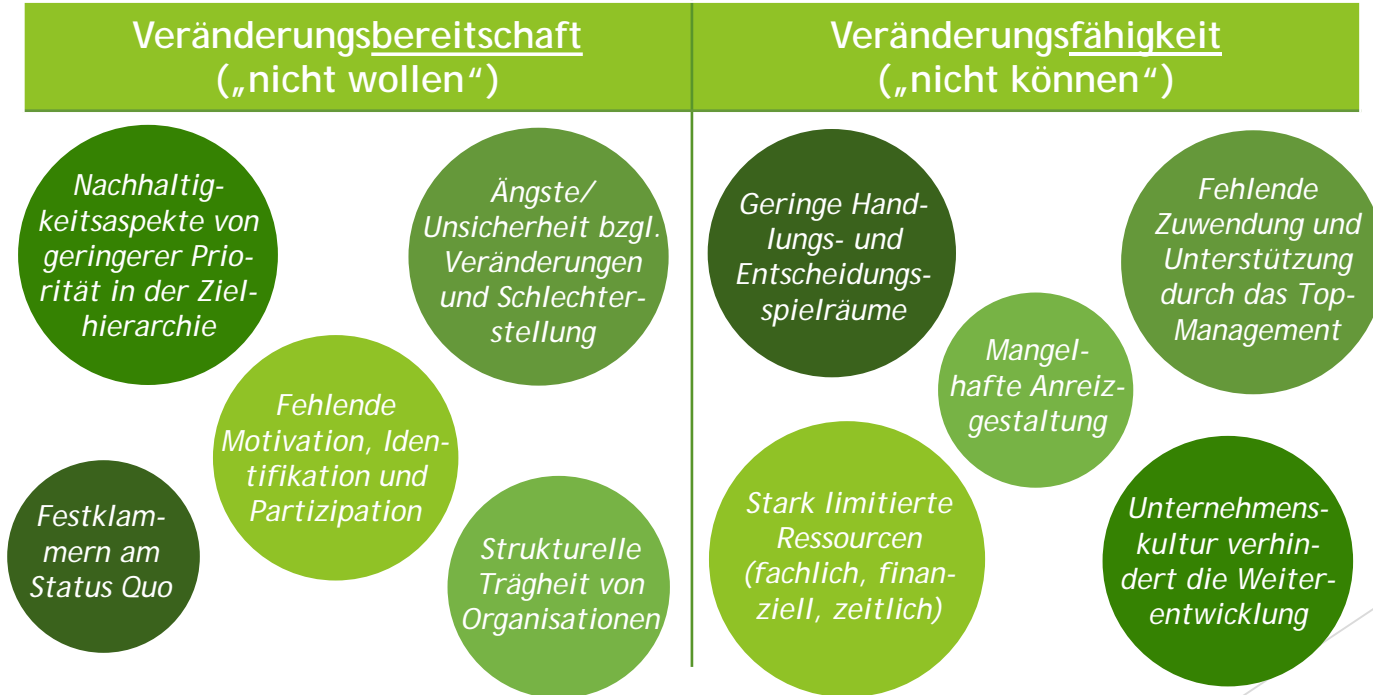 Veränderungsbereitschaft
(„nicht wollen“)
Veränderungsfähigkeit
(„nicht können“)
Nachhaltig-
keitsaspekte von
geringerer Prio-
rität in der Ziel-
hierarchie
Ängste/
Unsicherheit bzgl.
Veränderungen
und Schlechter-
stellung
Fehlende
Motivation, Iden-
tifikation und
Partizipation
Festklam-
mern am
Status Quo
Strukturelle
Trägheit von
Organisationen
Geringe Hand-
lungs- und
Entscheidungs-
spielräume
Fehlende
Zuwendung und
Unterstützung
durch das Top-
Management
Mangel-
hafte Anreiz-
gestaltung
Stark limitierte
Ressourcen
(fachlich, finan-
ziell, zeitlich)
Unternehmens-
kultur verhin-
dert die Weiter-
entwicklung